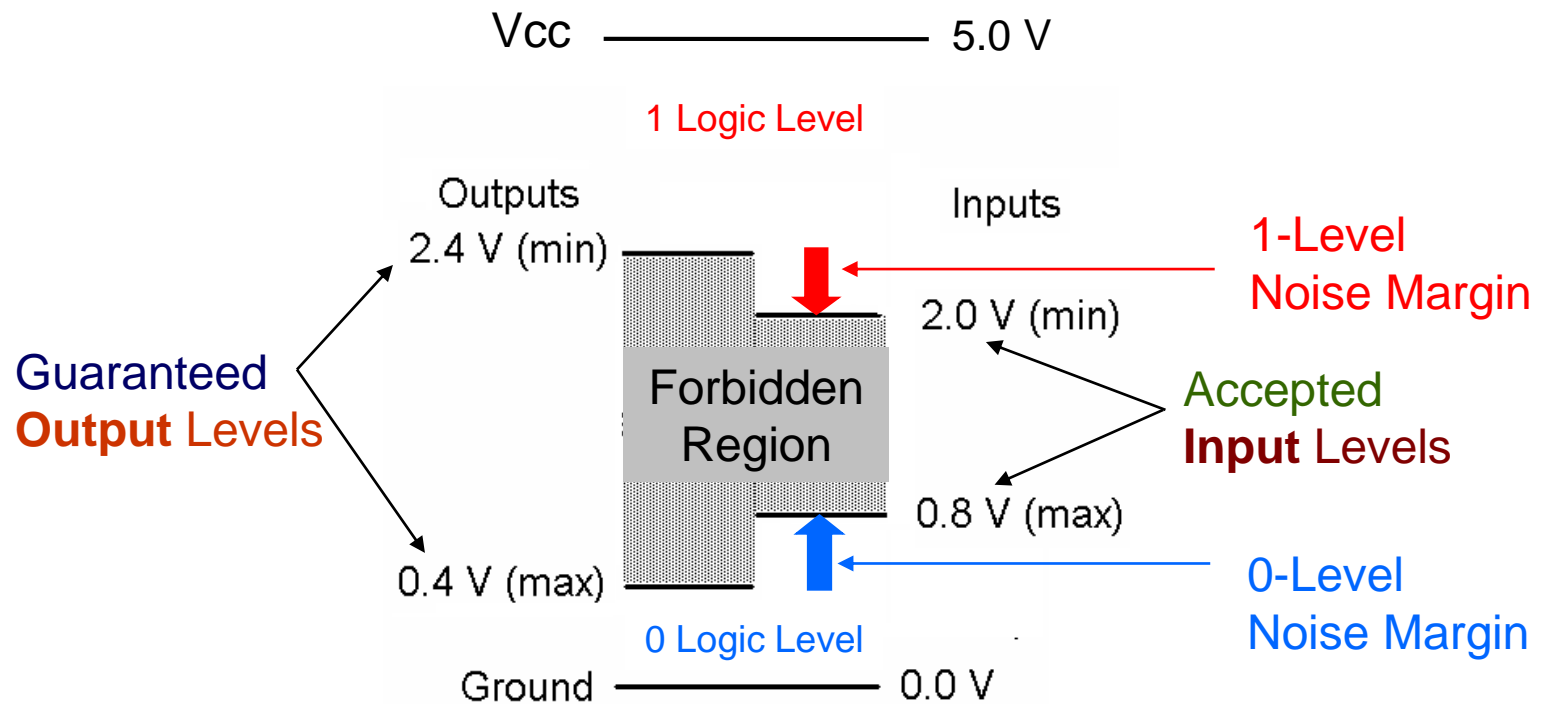 Vcc 5.0 V
1 Logic Level
Outputs
Inputs
2.4 V (min)
1-Level
Noise Margin
2.0 V (min)
Guaranteed
Output Levels
Forbidden
Region
Accepted
Input Levels
0.8 V (max)
0.4 V (max)
0-Level
Noise Margin
0 Logic Level
Ground 0.0 V